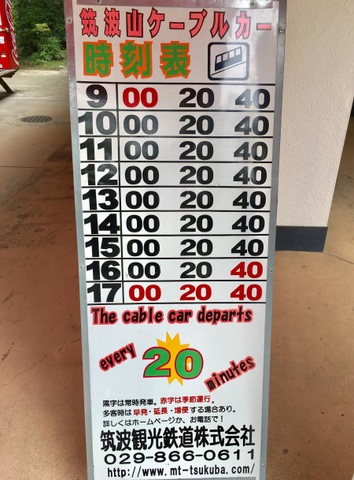 筑波山ケーブルカー
時刻表
9 00 20 40
10 00 20 40
11 00 20 40
12 00 20 40
13 00 20 40
14 00 20 40
15 00 20 40
16 00 20 40
17 00 20 40
The cable car departs
every 20 minutes
黒字は常時発車。赤字は季節運行。
多客時は早発・延長・増便する場合あり。
詳しくはホームページか、お電話で!
筑波観光鉄道株式会社
029-866-0611
http://www.mt-tsukuba.com/